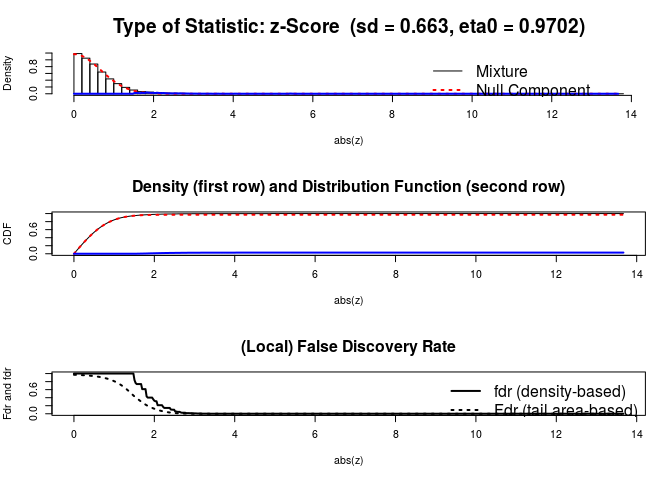 Type of Statistic: z-Score (sd = 0.663, eta0 = 0.9702)
Density
0.0 0.8
Mixture
Null Component
0 2 4 6 8 10 12 14
abs(z)
Density (first row) and Distribution Function (second row)
CDF
0.0 0.6
0 2 4 6 8 10 12 14
abs(z)
(Local) False Discovery Rate
Fdr and fdr
0.0 0.6
fdr (density-based)
Fdr (tail area-based)
0 2 4 6 8 10 12 14
abs(z)